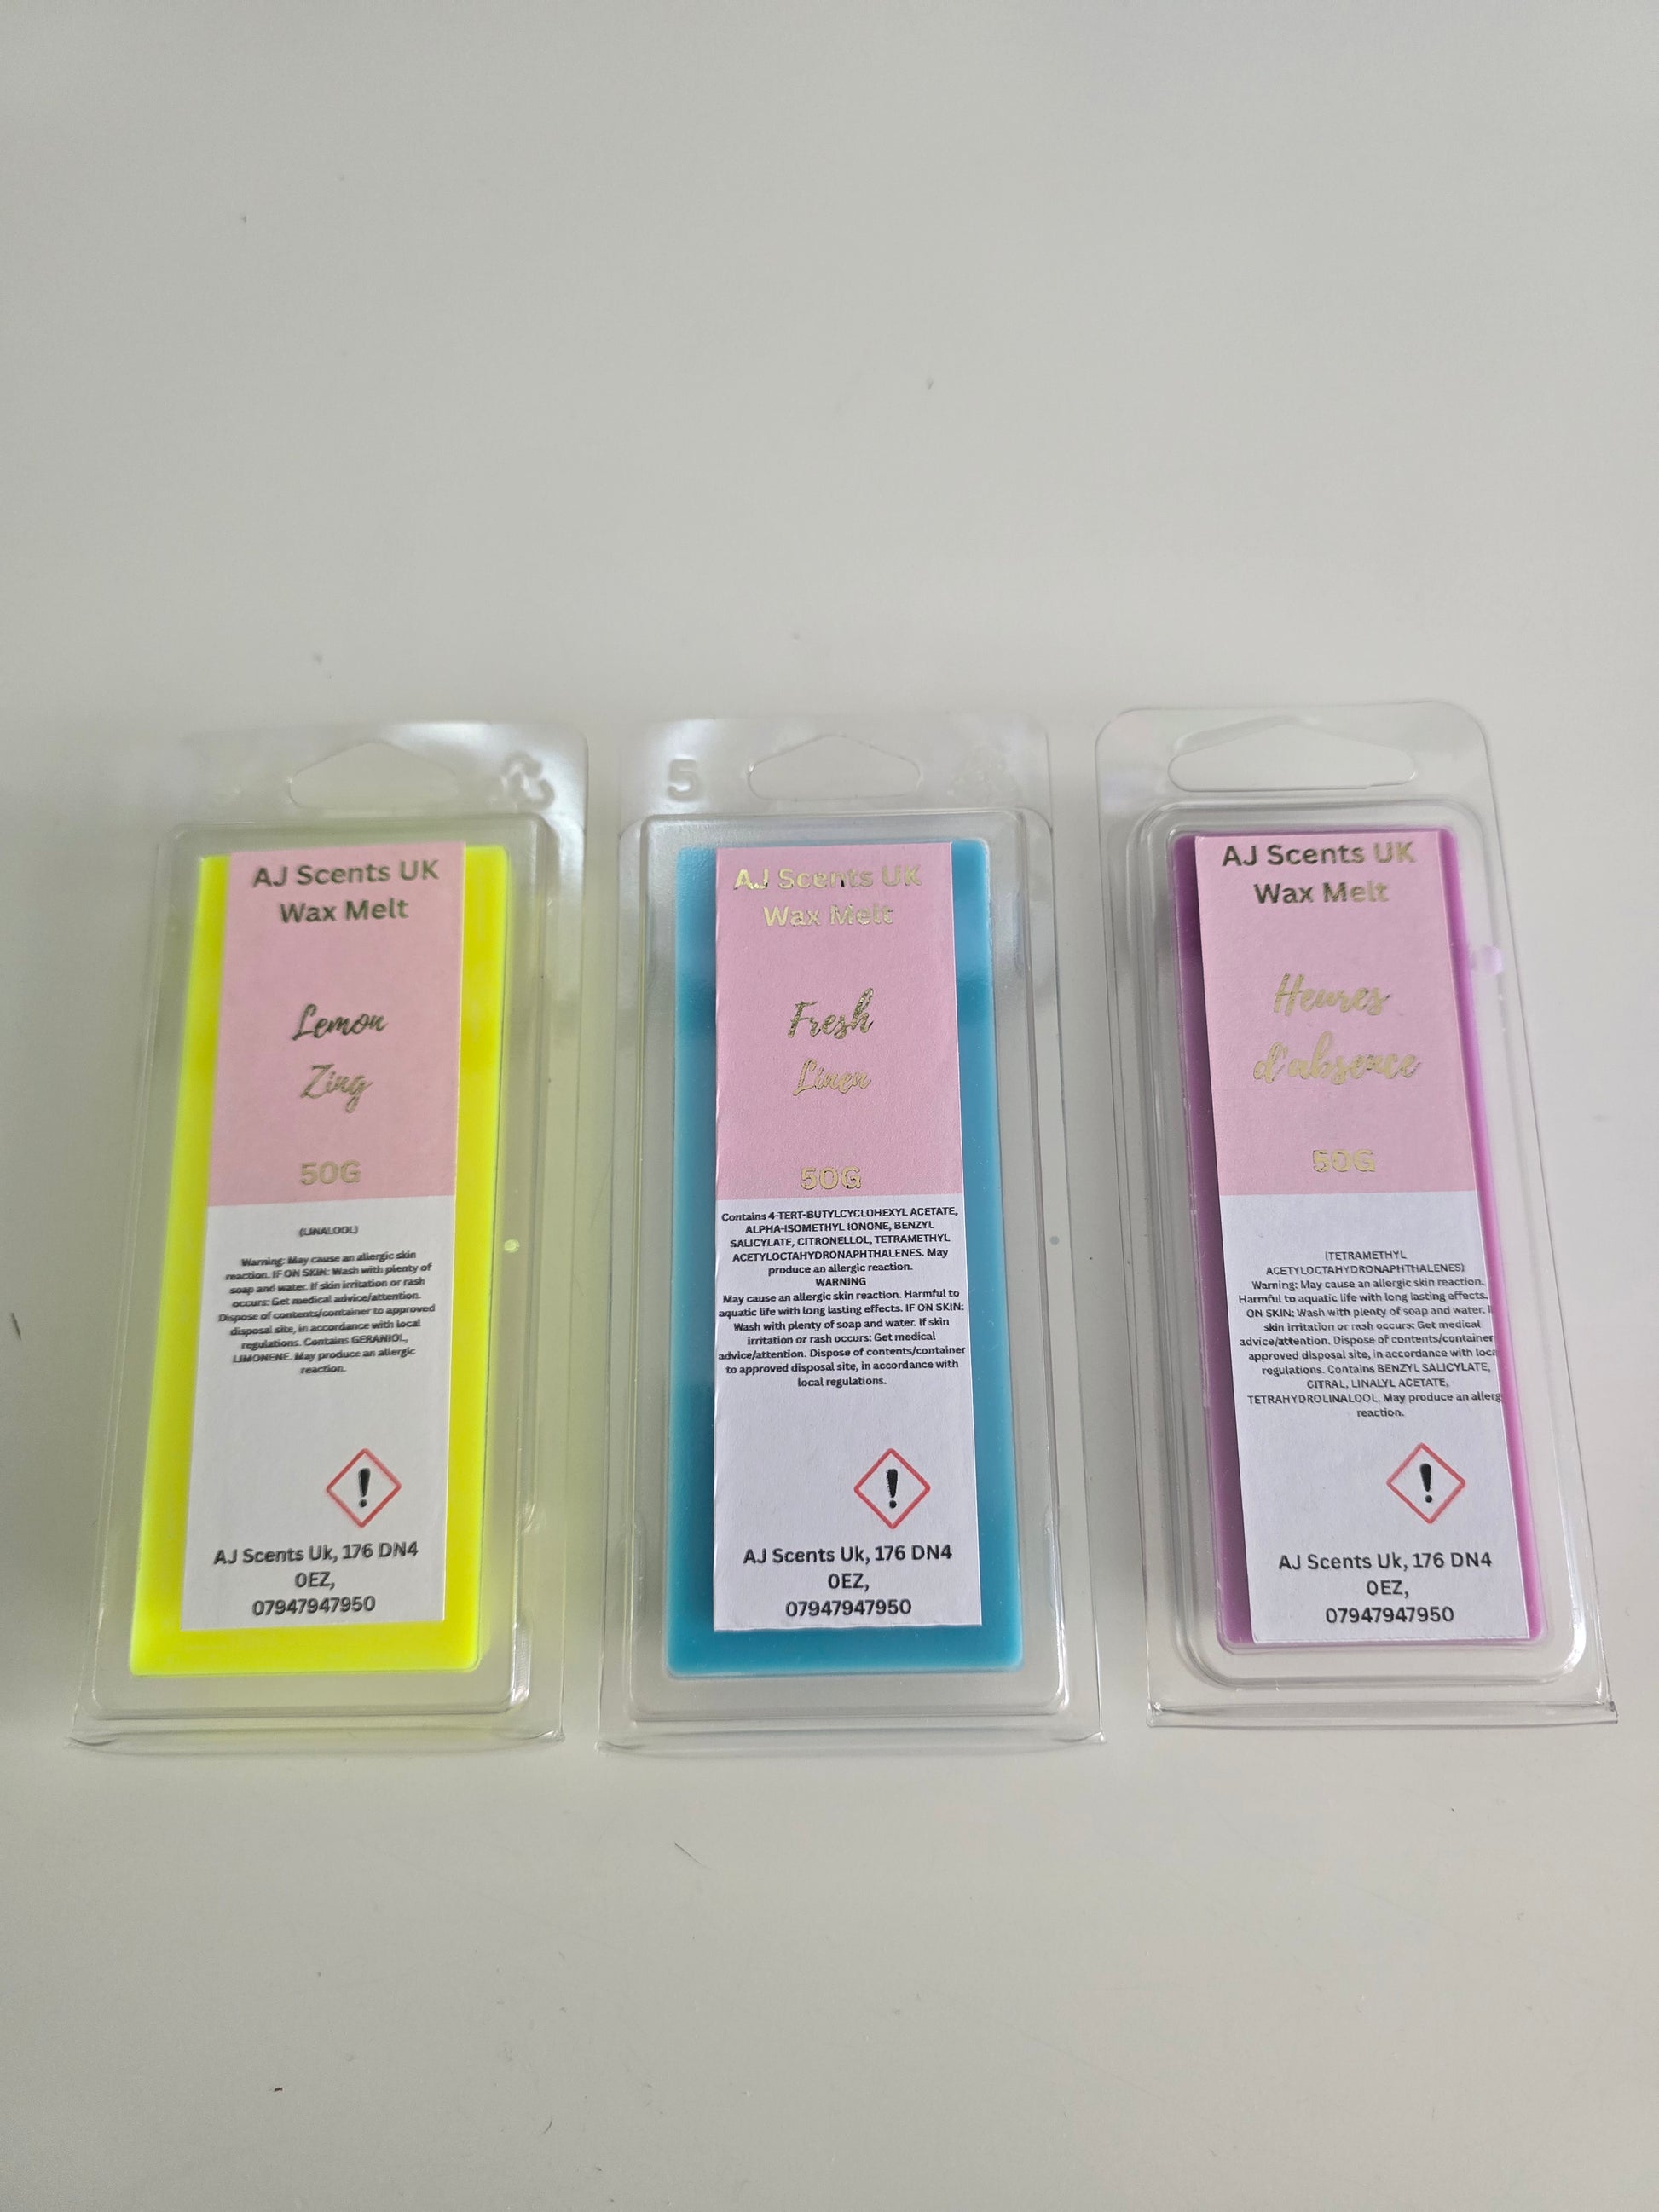 AJ Scents UK
Wax Melt
Lemon
Zing
50G
(LINALOOL)
Warning: May cause an allergic skin
reaction. IF ON SKIN: Wash with plenty of
soap and water. If skin irritation or rash
occurs: Get medical advice/attention.
Dispose of contents/container to approved
disposal site, in accordance with local
regulations. Contains GERANIOL,
LIMONENE. May produce an allergic
reaction.
AJ Scents Uk, 176 DN4
0EZ,
07947947950
5
AJ Scents UK
Wax Melt
Fresh
Linen
50G
Contains 4-TERT-BUTYLCYCLOHEXYL ACETATE,
ALPHA-ISOMETHYL IONONE, BENZYL
SALICYLATE, CITRONELLOL, TETRAMETHYL
ACETYLOCTAHYDRONAPHTHALENES. May
produce an allergic reaction.
WARNING
May cause an allergic skin reaction. Harmful to
aquatic life with long lasting effects. IF ON SKIN:
Wash with plenty of soap and water. If skin
irritation or rash occurs: Get medical
advice/attention. Dispose of contents/container
to approved disposal site, in accordance with
local regulations.
AJ Scents Uk, 176 DN4
0EZ,
07947947950
AJ Scents UK
Wax Melt
Heures
d'absence
50G
(TETRAMETHYL
ACETYLOCTAHYDRONAPHTHALENES)
Warning: May cause an allergic skin reaction.
Harmful to aquatic life with long lasting effects.
ON SKIN: Wash with plenty of soap and water. I
skin irritation or rash occurs: Get medical
advice/attention. Dispose of contents/container
approved disposal site, in accordance with loca
regulations. Contains BENZYL SALICYLATE,
CITRAL, LINALYL ACETATE,
TETRAHYDROLINALOOL. May produce an allerg
reaction.
AJ Scents Uk, 176 DN4
0EZ,
07947947950